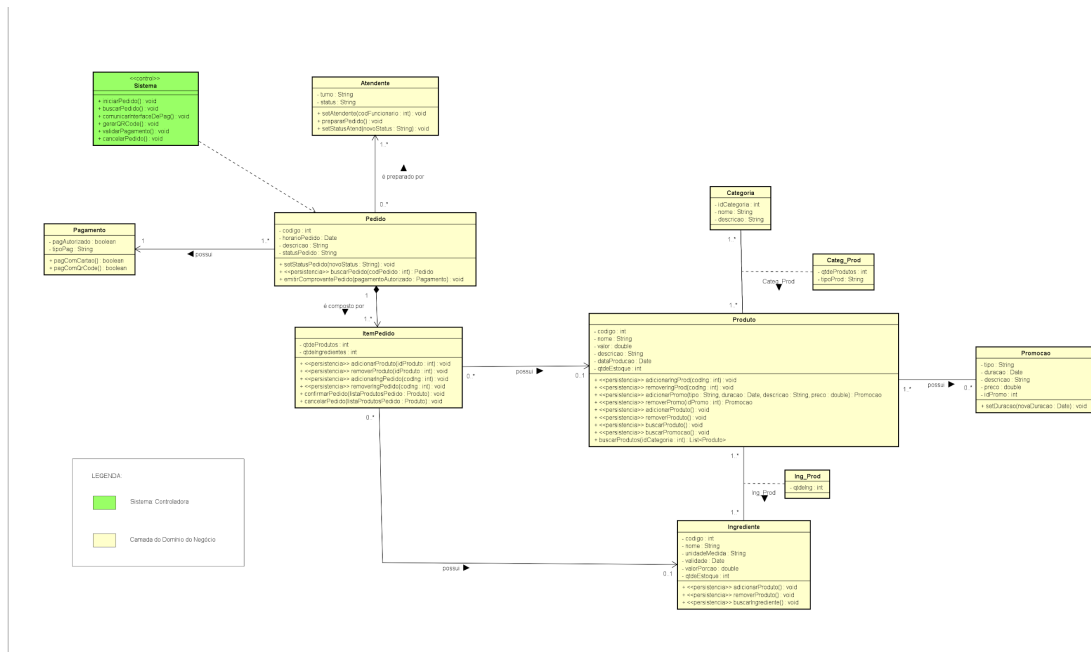 <<control>>
Sistema
+ iniciarPedido() : void
+ buscarPedido() : void
+ comunicarInterfaceDePag() : void
+ gerarQRCode() : void
+ validarPagamento() : void
+ cancelarPedido() : void
Atendente
- turno : String
- status : String
+ setAtendente(codFuncionario : int) : void
+ prepararPedido() : void
+ setStatusAtend(novoStatus : String) : void
1..*
é preparado por
0..*
Pagamento
- pagAutorizado : boolean
- tipoPag : String
+ pagComCartao() : boolean
+ pagComQrCode() : boolean
1
1..*
possui
Pedido
- codigo : int
- horarioPedido : Date
- descricao : String
- statusPedido : String
+ setStatusPedido(novoStatus : String) : void
+ <<persistencia>> buscarPedido(codPedido : int) : Pedido
+ emitirComprovantePedido(pagamentoAutorizado : Pagamento) : void
1
é composto por
1..*
Categoria
- idCategoria : int
- nome : String
- descricao : String
1..*
Categ_Prod
- qtdeProdutos : int
- tipoProd : String
Categ_Prod
1..*
ItemPedido
- qtdeProdutos : int
- qtdeIngredientes : int
+ <<persistencia>> adicionarProduto(idProduto : int) : void
+ <<persistencia>> removerProduto(idProduto : int) : void
+ <<persistencia>> adicionarIngPedido(codIng : int) : void
+ <<persistencia>> removerIngPedido(codIng : int) : void
+ confirmarPedido(listaProdutosPedido : Produto) : void
+ cancelarPedido(listaProdutosPedido : Produto) : void
0..*
possui
0..1
0..*
Produto
- codigo : int
- nome : String
- valor : double
- descricao : String
- dataProducao : Date
- qtdeEstoque : int
+ <<persistencia>> adicionarIngProd(codIng : int) : void
+ <<persistencia>> removerIngProd(codIng : int) : void
+ <<persistencia>> adicionarPromo(tipo : String, duracao : Date, descricao : String, preco : double) : Promocao
+ <<persistencia>> removerPromo(idPromo : int) : Promocao
+ <<persistencia>> adicionarProduto() : void
+ <<persistencia>> removerProduto() : void
+ <<persistencia>> buscarProduto() : void
+ <<persistencia>> buscarPromocao() : void
+ buscarProdutos(idCategoria : int) : List<Produto>
1..*
possui
0..*
Promocao
- tipo : String
- duracao : Date
- descricao : String
- preco : double
- idPromo : int
+ setDuracao(novaDuracao : Date) : void
1..*
Ing_Prod
- qtdeIng : int
Ing_Prod
1..*
LEGENDA
Sistema: Controladora
Camada do Domínio do Negócio
Ingrediente
- codigo : int
- nome : String
- unidadeMedida : String
- validade : Date
- valorPorcao : double
- qtdeEstoque : int
+ <<persistencia>> adicionarProduto() : void
+ <<persistencia>> removerProduto() : void
+ <<persistencia>> buscarIngrediente() : void
possui
0..1